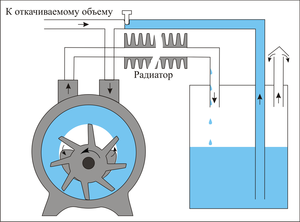 К откачиваемому объему
Радиатор